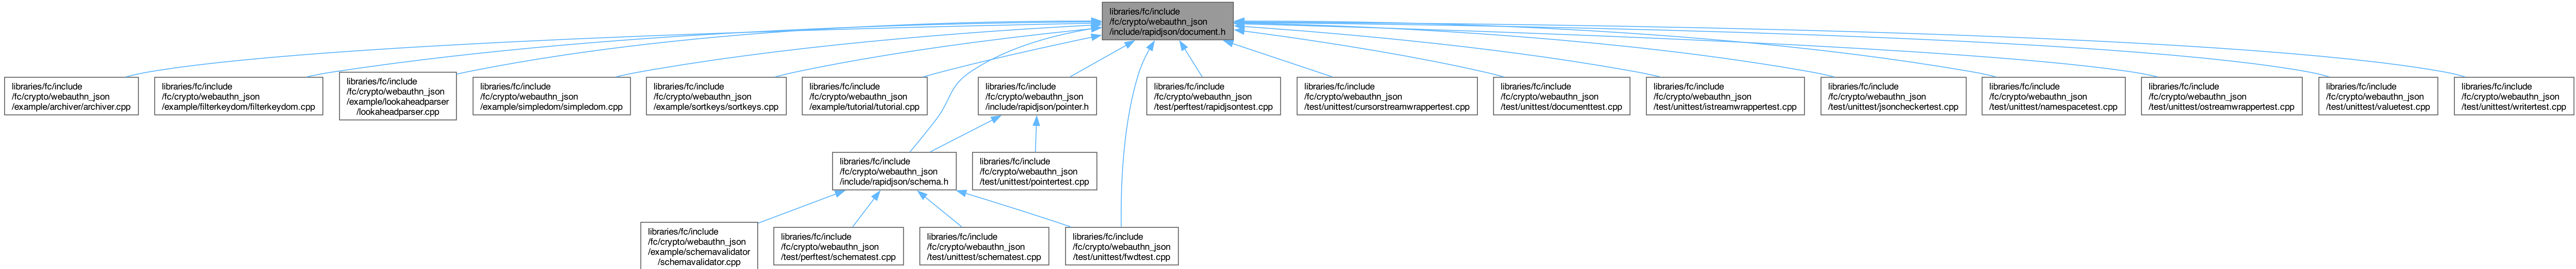 libraries/fc/include
/fc/crypto/webauthn_json
/include/rapidjson/document.h
libraries/fc/include
/fc/crypto/webauthn_json
/example/archiver/archiver.cpp
libraries/fc/include
/fc/crypto/webauthn_json
/example/filterkeydom/filterkeydom.cpp
libraries/fc/include
/fc/crypto/webauthn_json
/example/lookaheadparser
/lookaheadparser.cpp
libraries/fc/include
/fc/crypto/webauthn_json
/example/simpledom/simpledom.cpp
libraries/fc/include
/fc/crypto/webauthn_json
/example/sortkeys/sortkeys.cpp
libraries/fc/include
/fc/crypto/webauthn_json
/example/tutorial/tutorial.cpp
libraries/fc/include
/fc/crypto/webauthn_json
/include/rapidjson/pointer.h
libraries/fc/include
/fc/crypto/webauthn_json
/test/perftest/rapidjsontest.cpp
libraries/fc/include
/fc/crypto/webauthn_json
/test/unittest/cursorstreamwrappertest.cpp
libraries/fc/include
/fc/crypto/webauthn_json
/test/unittest/documenttest.cpp
libraries/fc/include
/fc/crypto/webauthn_json
/test/unittest/istreamwrappertest.cpp
libraries/fc/include
/fc/crypto/webauthn_json
/test/unittest/jsoncheckertest.cpp
libraries/fc/include
/fc/crypto/webauthn_json
/test/unittest/namespacetest.cpp
libraries/fc/include
/fc/crypto/webauthn_json
/test/unittest/ostreamwrappertest.cpp
libraries/fc/include
/fc/crypto/webauthn_json
/test/unittest/valuetest.cpp
libraries/fc/include
/fc/crypto/webauthn_json
/test/unittest/writertest.cpp
libraries/fc/include
/fc/crypto/webauthn_json
/include/rapidjson/schema.h
libraries/fc/include
/fc/crypto/webauthn_json
/test/unittest/pointertest.cpp
libraries/fc/include
/fc/crypto/webauthn_json
/example/schemavalidator
/schemavalidator.cpp
libraries/fc/include
/fc/crypto/webauthn_json
/test/perftest/schematest.cpp
libraries/fc/include
/fc/crypto/webauthn_json
/test/unittest/schematest.cpp
libraries/fc/include
/fc/crypto/webauthn_json
/test/unittest/fwdtest.cpp